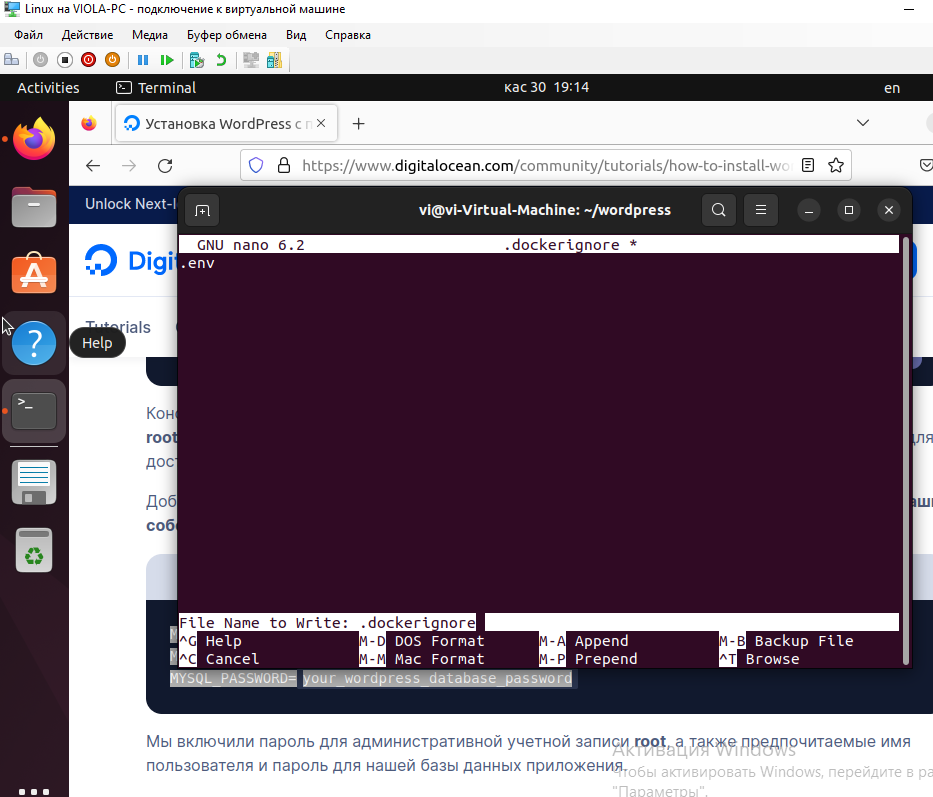 Linux на VIOLA-PC - подключение к виртуальной машине
Файл Действие Медиа Буфер обмена Вид Справка
Activities Terminal кас 30 19:14 en
Установка WordPress с п
https://www.digitalocean.com/community/tutorials/how-to-install-wo
Unlock Next-l
vi@vi-Virtual-Machine: ~/wordpress
GNU nano 6.2 .dockerignore *
.env
Digi
Tutorials
Help
root
дост
Доб
собс
File Name to Write: .dockerignore
^G Help M-D DOS Format M-A Append M-B Backup File
^C Cancel M-M Mac Format M-P Prepend ^T Browse
MYSQL_PASSWORD=your_wordpress_database_password
Мы включили пароль для административной учетной записи root, а также предпочитаемые имя
пользователя и пароль для нашей базы данных приложения.
Активация Windows
Чтобы активировать Windows, перейдите в ра
"Параметры".